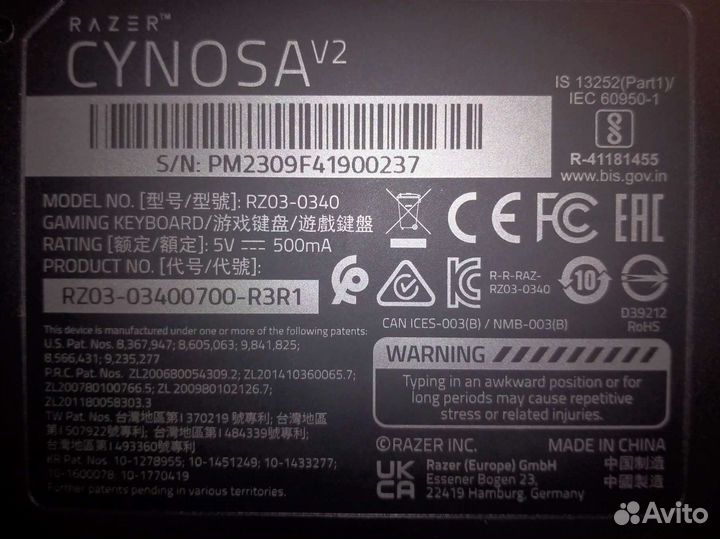 RAZER™
CYNOSA V2
IS 13252(Part1)/
IEC 60950-1
S/N: PM2309F41900237
R-41181455
www.bis.gov.in
MODEL NO. [型号/型號]: RZ03-0340
GAMING KEYBOARD/游戏键盘/遊戲鍵盤
RATING [额定/額定]: 5V ⎓ 500mA
PRODUCT NO. [代号/代號]:
RZ03-03400700-R3R1
CE FC EAC
R-R-RAZ-
RZ03-0340
10
D39212
RoHS
CAN ICES-003(B) / NMB-003(B)
This device is manufactured under one or more of the following patents:
U.S. Pat. Nos. 8,367,947; 8,605,063; 9,841,825;
8,566,431; 9,235,277
P.R.C. Pat. Nos. ZL200680054309.2; ZL201410360065.7;
ZL200780100766.5; ZL 200980102126.7;
ZL201180058303.3
TW Pat. Nos. 台灣地區第I 370219 號專利; 台灣地區
第I 507922號專利; 台灣地區第I 484339號專利; 台灣
地區第I 493360號專利
KR Pat Nos. 10-1278955; 10-1451249; 10-1433277;
10-1600078; 10-1770419
Further patents pending in various territories.
WARNING
Typing in an awkward position or for
long periods may cause repetitive
stress or related injuries.
©RAZER INC.
MADE IN CHINA
中国制造
中國製造
UK
CA
Razer (Europe) GmbH
Essener Bogen 23,
22419 Hamburg, Germany
Avito